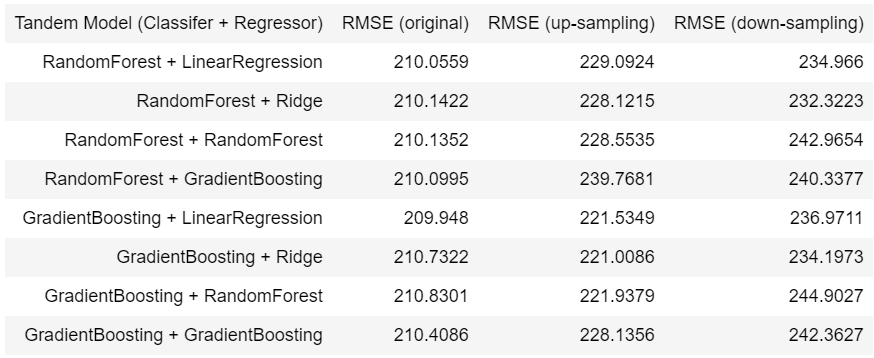 Tandem Model (Classifer + Regressor) RMSE (original) RMSE (up-sampling) RMSE (down-sampling)
RandomForest + LinearRegression 210.0559 229.0924 234.966
RandomForest + Ridge 210.1422 228.1215 232.3223
RandomForest + RandomForest 210.1352 228.5535 242.9654
RandomForest + GradientBoosting 210.0995 239.7681 240.3377
GradientBoosting + LinearRegression 209.948 221.5349 236.9711
GradientBoosting + Ridge 210.7322 221.0086 234.1973
GradientBoosting + RandomForest 210.8301 221.9379 244.9027
GradientBoosting + GradientBoosting 210.4086 228.1356 242.3627